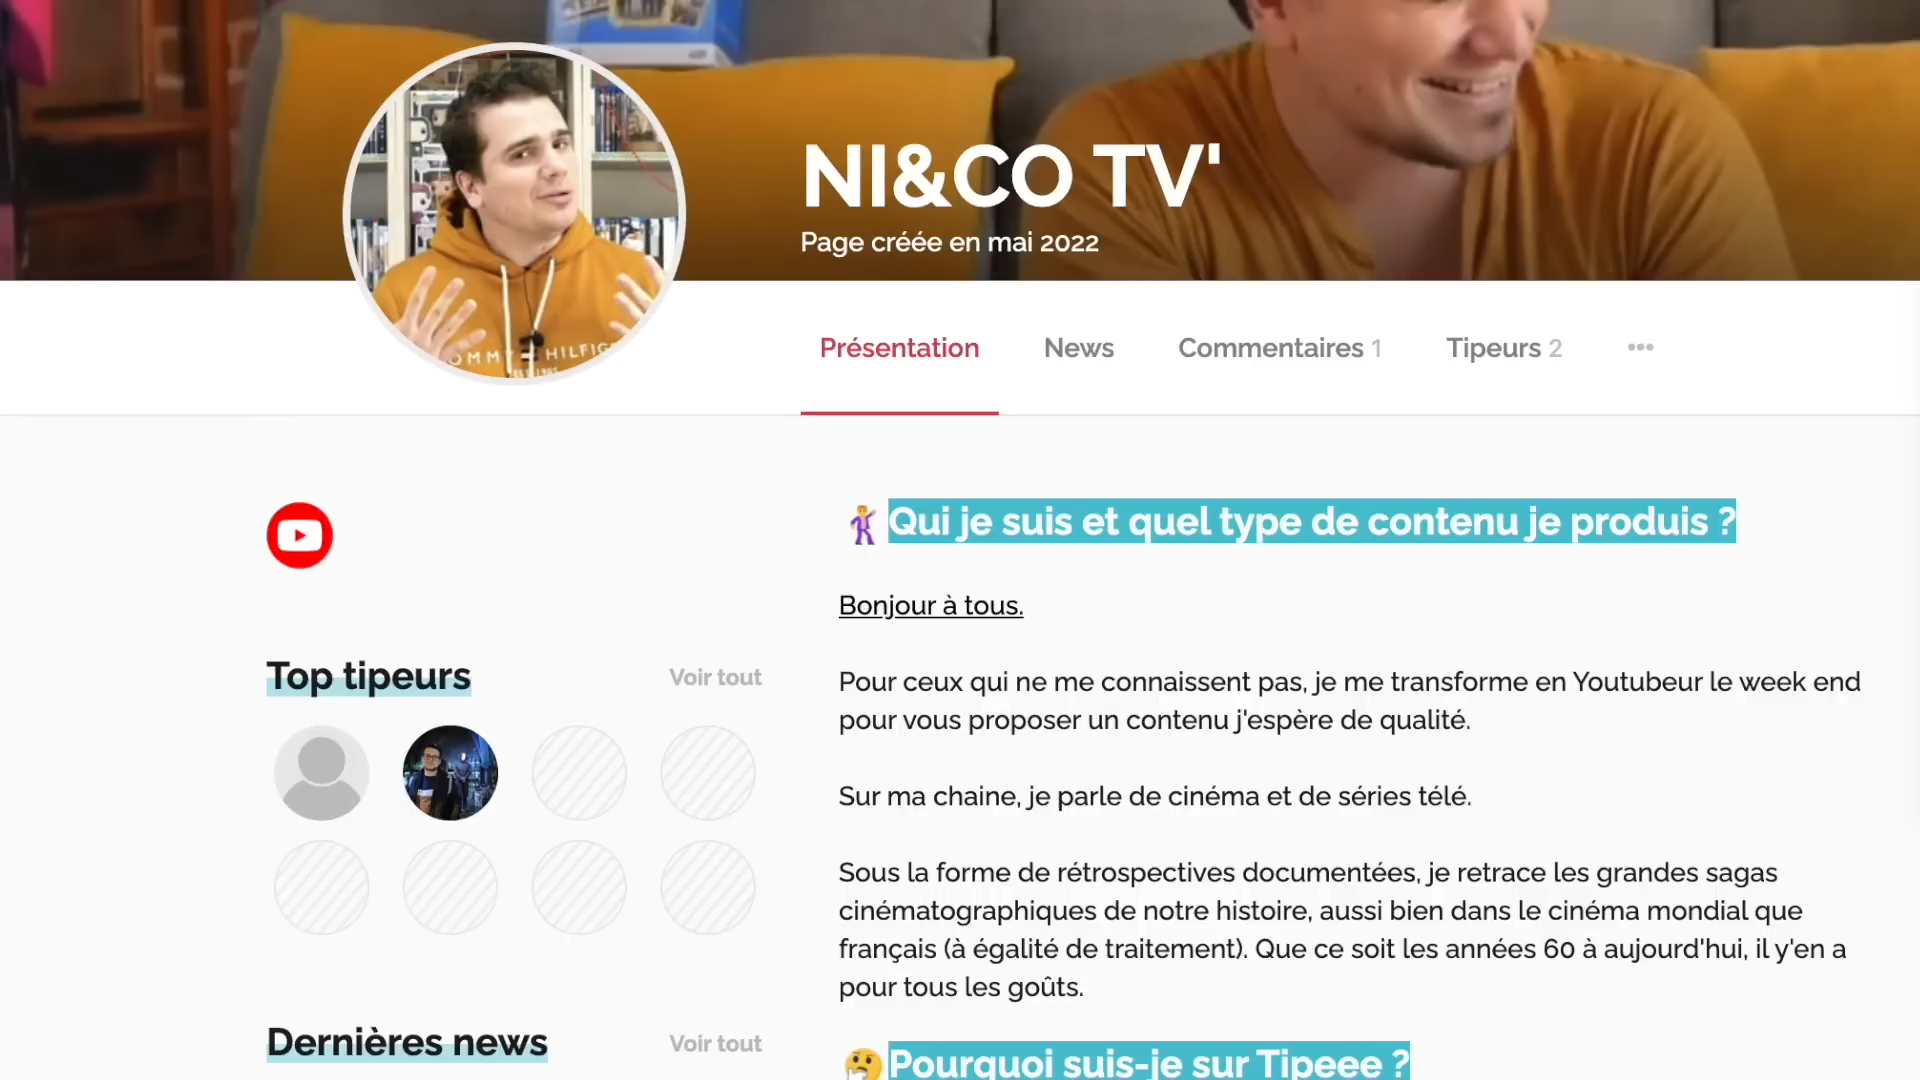 NI&CO TV'
Page créée en mai 2022
Présentation
News
Commentaires 1
Tipeurs 2
Qui je suis et quel type de contenu je produis ?
Bonjour à tous.
Pour ceux qui ne me connaissent pas, je me transforme en Youtubeur le week end
pour vous proposer un contenu j'espère de qualité.
Sur ma chaine, je parle de cinéma et de séries télé.
Sous la forme de rétrospectives documentées, je retrace les grandes sagas
cinématographiques de notre histoire, aussi bien dans le cinéma mondial que
français (à égalité de traitement). Que ce soit les années 60 à aujourd'hui, il y'en a
pour tous les goûts.
Pourquoi suis-je sur Tipeee ?
Top tipeurs
Voir tout
Dernières news
Voir tout